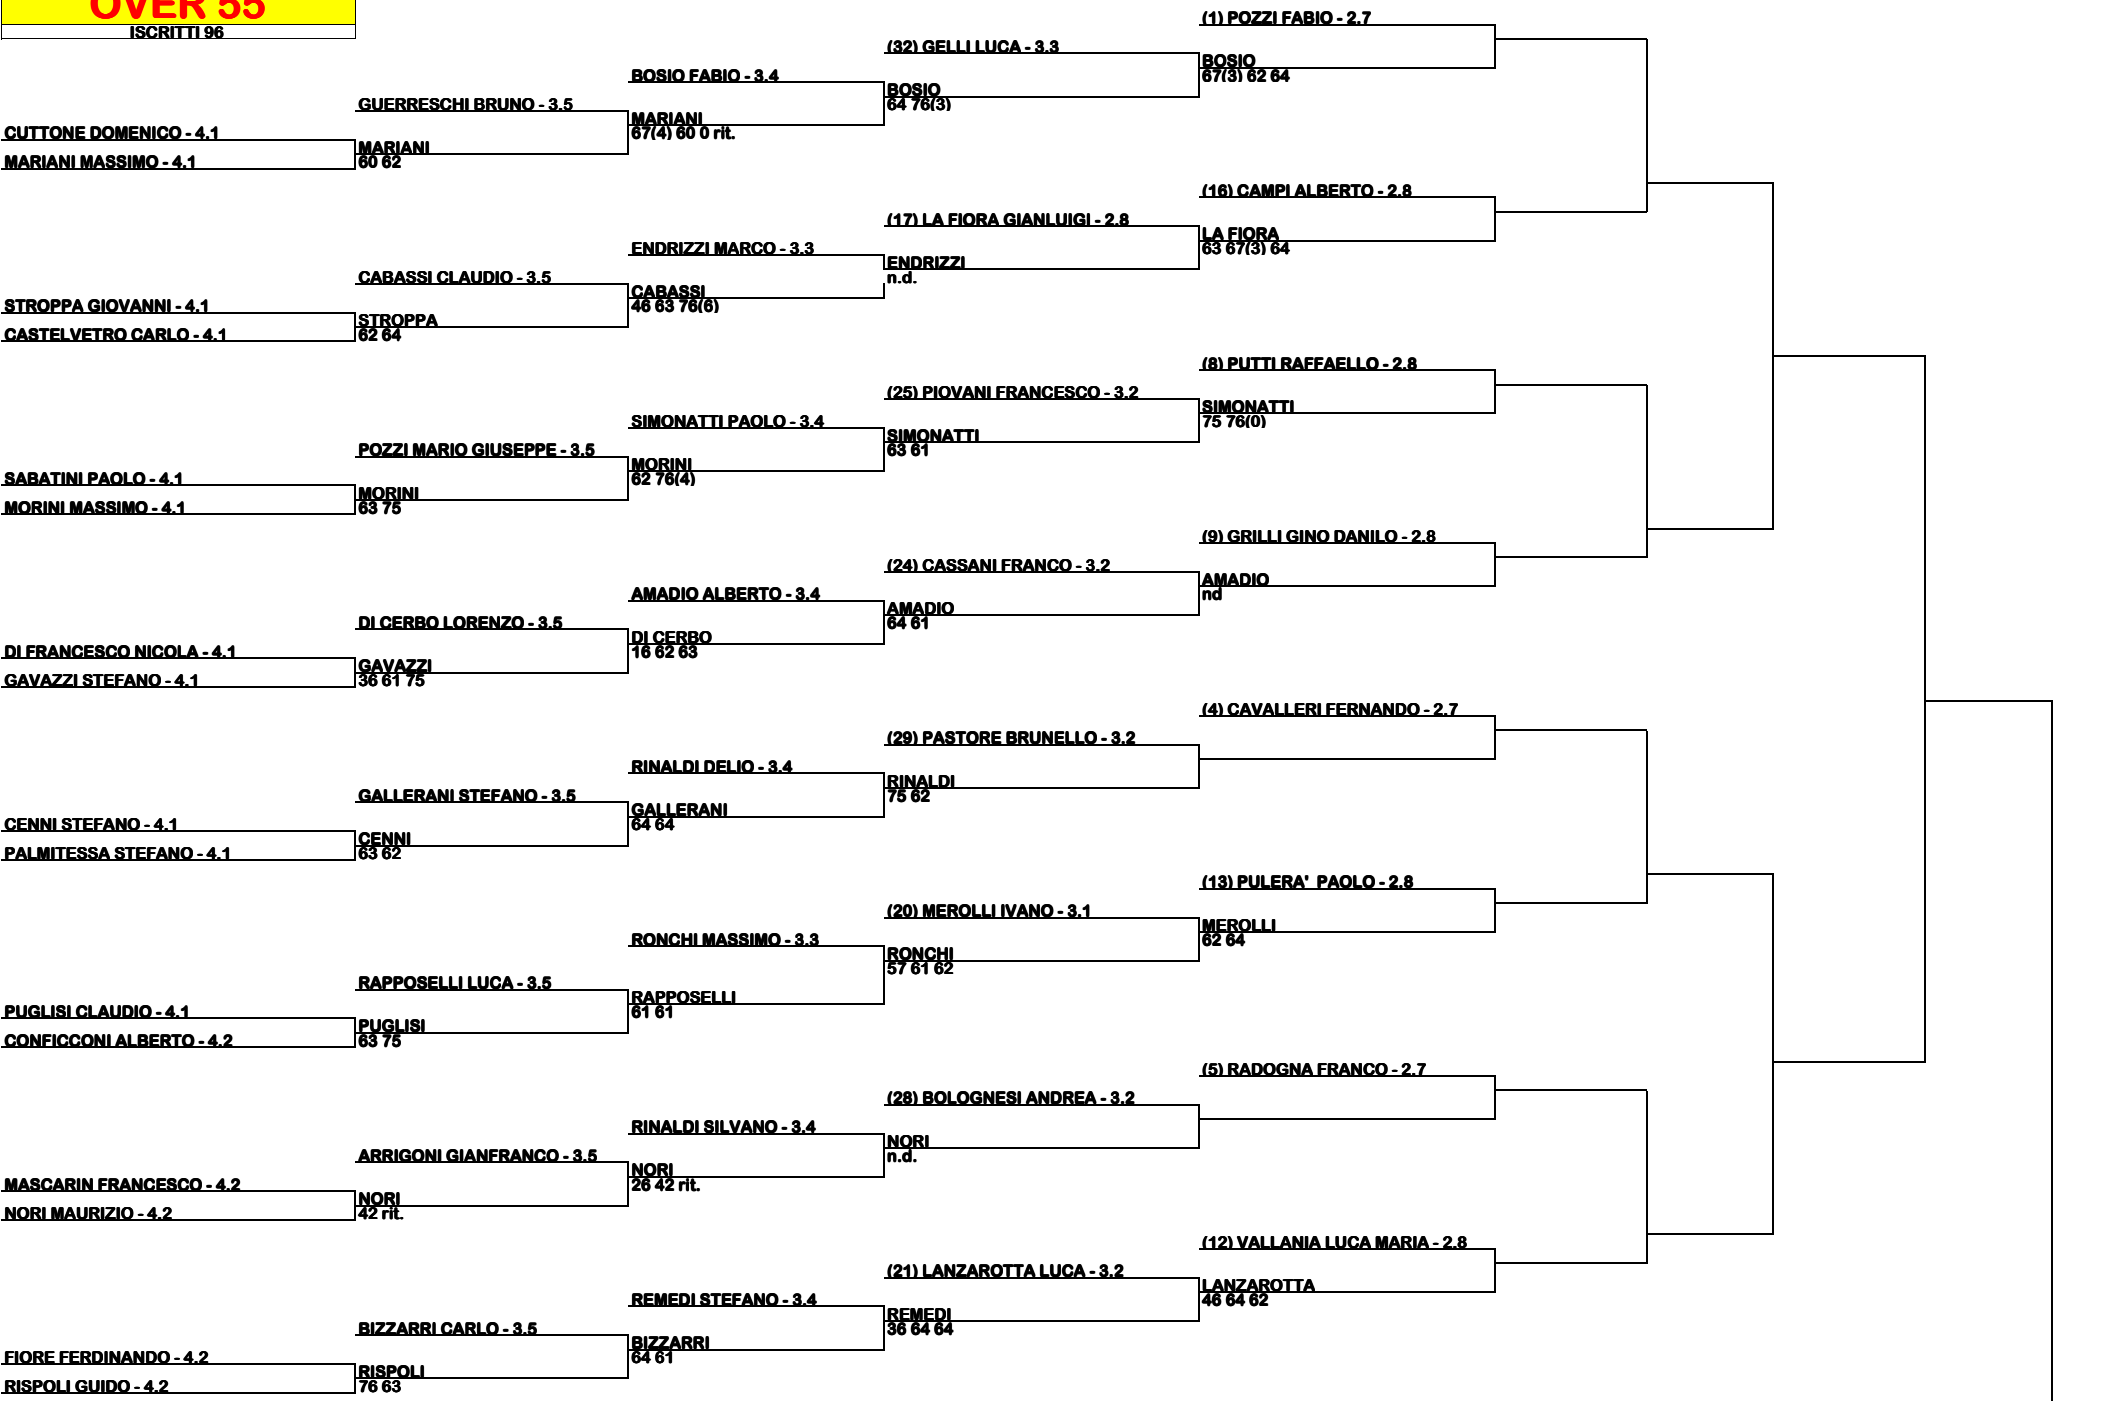 OVER 55
ISCRITTI 96
(1) POZZI FABIO - 2.7
(32) GELLI LUCA - 3.3
BOSIO
67(3) 62 64
BOSIO FABIO - 3.4
BOSIO
64 76(3)
GUERRESCHI BRUNO - 3.5
MARIANI
67(4) 60 0 rit.
CUTTONE DOMENICO - 4.1
MARIANI
60 62
MARIANI MASSIMO - 4.1
(16) CAMPI ALBERTO - 2.8
(17) LA FIORA GIANLUIGI - 2.8
LA FIORA
63 67(3) 64
ENDRIZZI MARCO - 3.3
ENDRIZZI
n.d.
CABASSI CLAUDIO - 3.5
CABASSI
46 63 76(6)
STROPPA GIOVANNI - 4.1
STROPPA
62 64
CASTELVETRO CARLO - 4.1
(8) PUTTI RAFFAELLO - 2.8
(25) PIOVANI FRANCESCO - 3.2
SIMONATTI
75 76(0)
SIMONATTI PAOLO - 3.4
SIMONATTI
63 61
POZZI MARIO GIUSEPPE - 3.5
MORINI
62 76(4)
SABATINI PAOLO - 4.1
MORINI
63 75
MORINI MASSIMO - 4.1
(9) GRILLI GINO DANILO - 2.8
(24) CASSANI FRANCO - 3.2
AMADIO
nd
AMADIO ALBERTO - 3.4
AMADIO
64 61
DI CERBO LORENZO - 3.5
DI CERBO
16 62 63
DI FRANCESCO NICOLA - 4.1
GAVAZZI
36 61 75
GAVAZZI STEFANO - 4.1
(4) CAVALLERI FERNANDO - 2.7
(29) PASTORE BRUNELLO - 3.2
RINALDI DELIO - 3.4
RINALDI
75 62
GALLERANI STEFANO - 3.5
GALLERANI
64 64
CENNI STEFANO - 4.1
CENNI
63 62
PALMITESSA STEFANO - 4.1
(13) PULERA' PAOLO - 2.8
(20) MEROLLI IVANO - 3.1
MEROLLI
62 64
RONCHI MASSIMO - 3.3
RONCHI
57 61 62
RAPPOSELLI LUCA - 3.5
RAPPOSELLI
61 61
PUGLISI CLAUDIO - 4.1
PUGLISI
63 75
CONFICCONI ALBERTO - 4.2
(5) RADOGNA FRANCO - 2.7
(28) BOLOGNESI ANDREA - 3.2
RINALDI SILVANO - 3.4
NORI
n.d.
ARRIGONI GIANFRANCO - 3.5
NORI
26 42 rit.
MASCARIN FRANCESCO - 4.2
NORI
42 rit.
NORI MAURIZIO - 4.2
(12) VALLANIA LUCA MARIA - 2.8
(21) LANZAROTTA LUCA - 3.2
LANZAROTTA
46 64 62
REMEDI STEFANO - 3.4
REMEDI
36 64 64
BIZZARRI CARLO - 3.5
BIZZARRI
64 61
FIORE FERDINANDO - 4.2
RISPOLI
76 63
RISPOLI GUIDO - 4.2